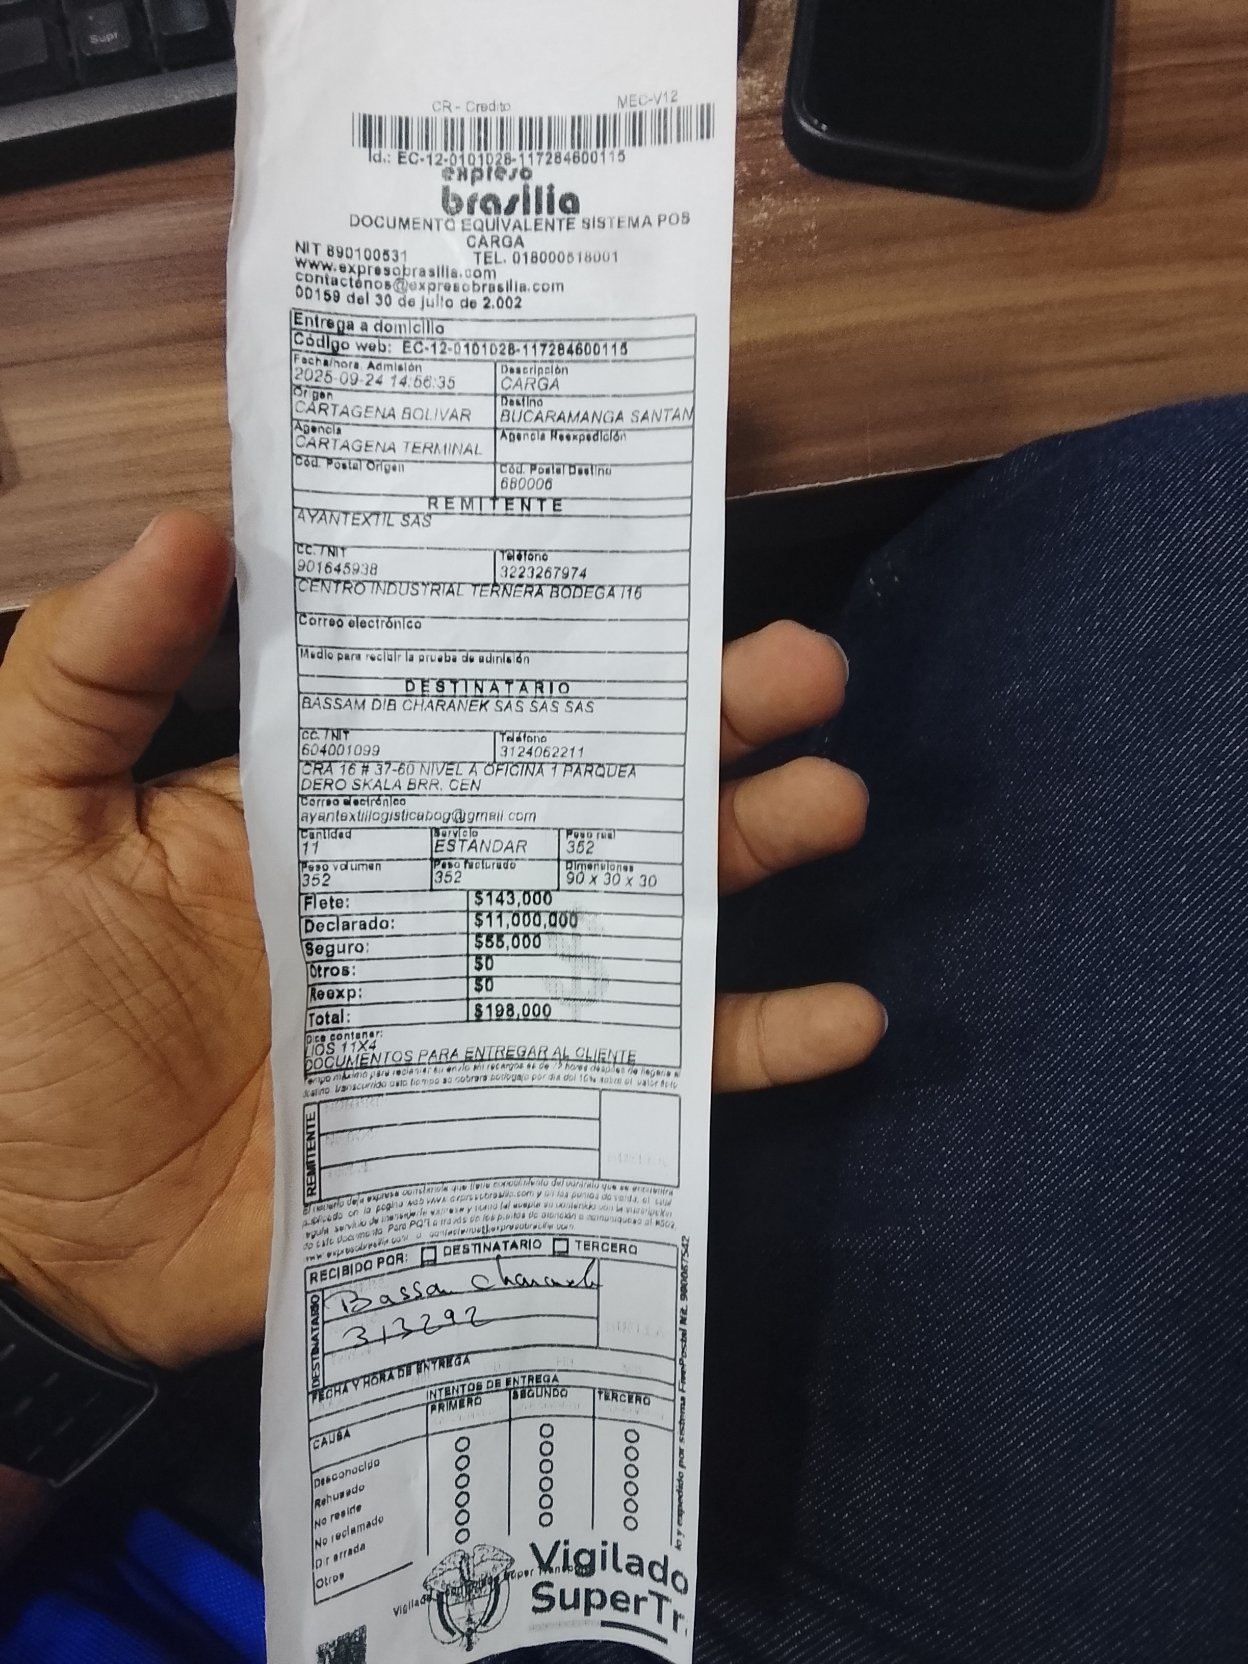 Supr
CR - Credito MEC-V12
Id.: EC-12-0101028-117284600115
expreso
brasilia
DOCUMENTO EQUIVALENTE SISTEMA POS
CARGA
NIT 890100531 TEL. 018000518001
www.expresobrasilia.com
contactenos@expresobrasilia.com
00159 del 30 de julio de 2.002
Entrega a domicilio
Código web: EC-12-0101028-117284600115
Fecha/hora. Admisión Descripción
2025-09-24 14:56:35 CARGA
Origen Destino
CARTAGENA BOLIVAR BUCARAMANGA SANTAN
Agencia Agencia Reexpedición
CARTAGENA TERMINAL
Cód. Postal Origen Cód. Postal Destino
680006
REMITENTE
AYANTEXTIL SAS
CC. / NIT Teléfono
901645938 3223267974
CENTRO INDUSTRIAL TERNERA BODEGA I16
Correo electrónico
Medio para recibir la prueba de admisión
DESTINATARIO
BASSAM DIB CHARANEK SAS SAS SAS
CC. / NIT Teléfono
604001099 3124062211
CRA 16 # 37-60 NIVEL A OFICINA 1 PARQUEA
DERO SKALA BRR. CEN
Correo electrónico
ayantextillogisticabog@gmail.com
Cantidad Servicio Peso real
11 ESTANDAR 352
Peso volumen Peso facturado Dimensiones
352 352 90 x 30 x 30
Flete: $143,000
Declarado: $11,000,000
Seguro: $55,000
Otros: $0
Reexp: $0
Total: $198,000
Dice contener:
LIOS 11X4
DOCUMENTOS PARA ENTREGAR AL CLIENTE
REMITENTE
RECIBIDO POR: DESTINATARIO TERCERO
DESTINATARIO
Bassam Charanek
313292
FECHA Y HORA DE ENTREGA
INTENTOS DE ENTREGA
CAUSA PRIMERO SEGUNDO TERCERO
Desconocido
Rehusado
No reside
No reclamado
Dir errada
Otros
lo y expedido por sistema FivePostal Nit. 900087542
Vigilado
SuperTr